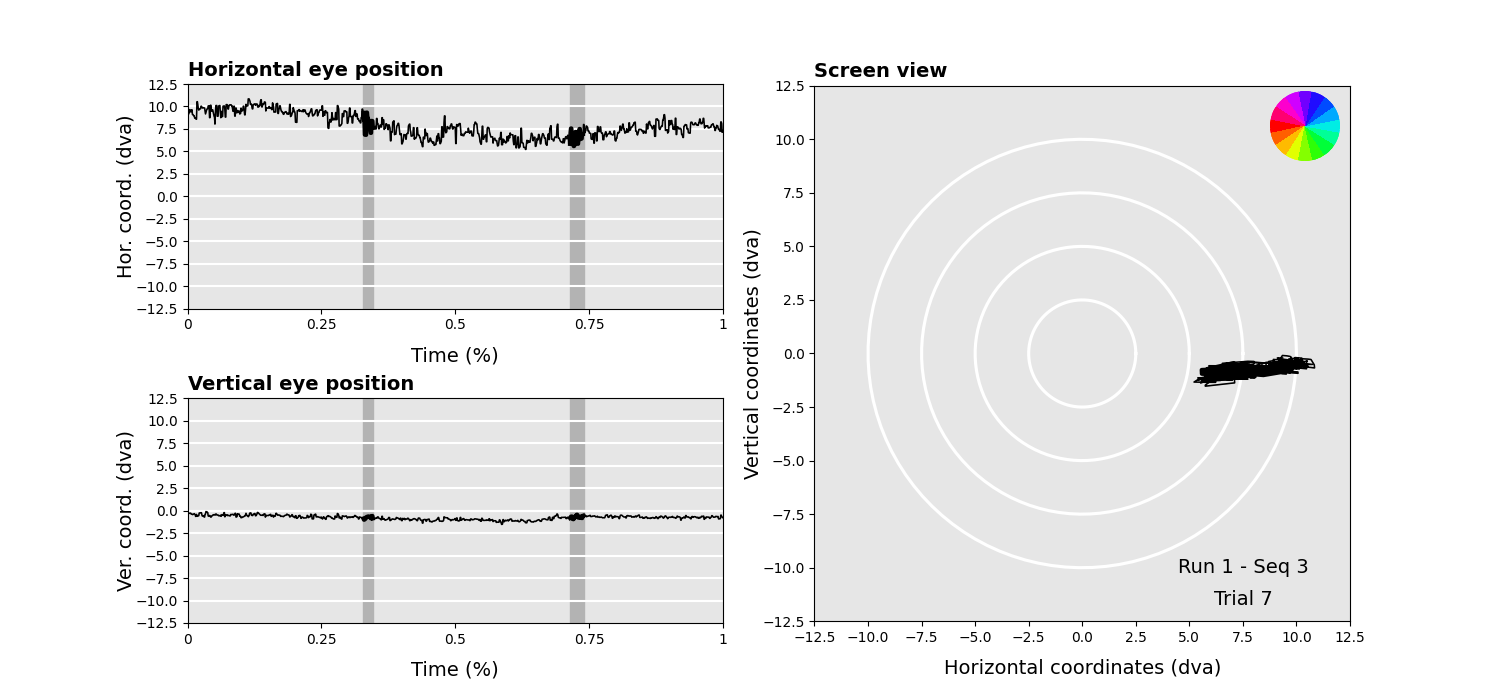 Horizontal eye position
12.5
10.0
7.5
5.0
2.5
0.0
−2.5
−5.0
−7.5
−10.0
−12.5
Hor. coord. (dva)
0 0.25 0.5 0.75 1
Time (%)
Vertical eye position
12.5
10.0
7.5
5.0
2.5
0.0
−2.5
−5.0
−7.5
−10.0
−12.5
Ver. coord. (dva)
0 0.25 0.5 0.75 1
Time (%)
Screen view
12.5
10.0
7.5
5.0
2.5
0.0
−2.5
−5.0
−7.5
−10.0
−12.5
Vertical coordinates (dva)
Run 1 - Seq 3
Trial 7
−12.5 −10.0 −7.5 −5.0 −2.5 0.0 2.5 5.0 7.5 10.0 12.5
Horizontal coordinates (dva)